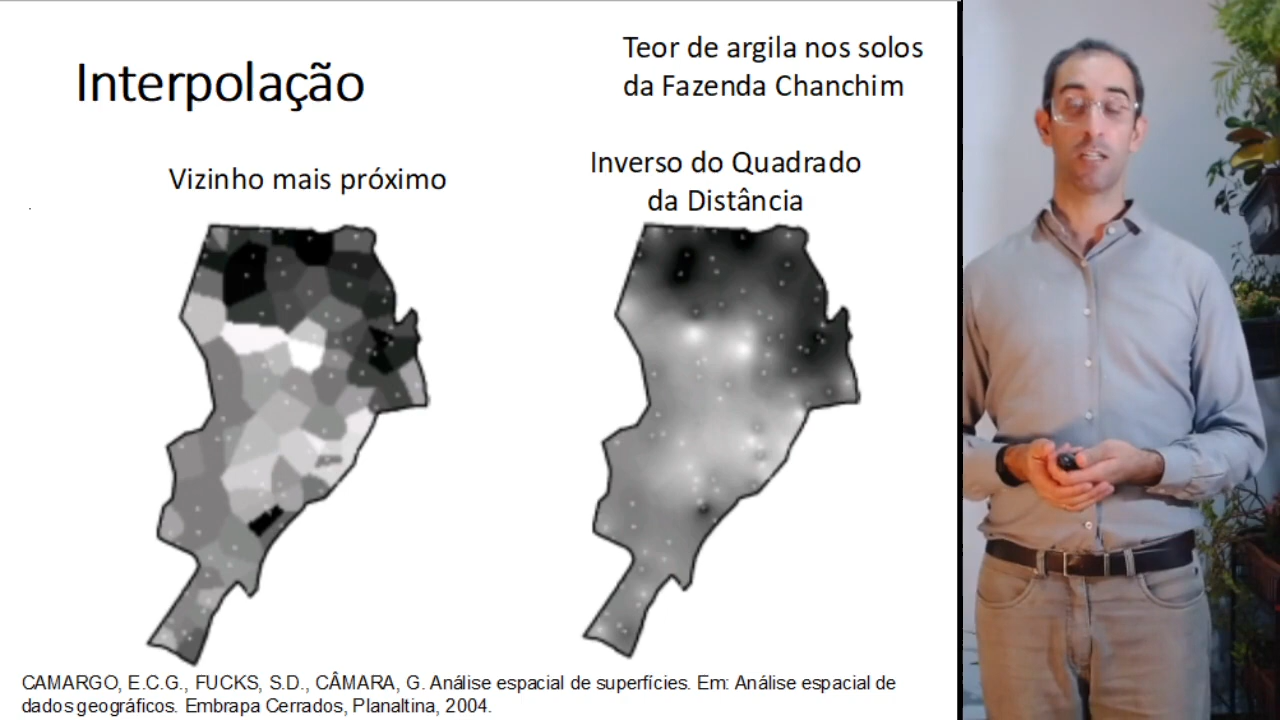 Interpolação
Teor de argila nos solos
da Fazenda Chanchim
Vizinho mais próximo
Inverso do Quadrado
da Distância
CAMARGO, E.C.G., FUCKS, S.D., CÂMARA, G. Análise espacial de superfícies. Em: Análise espacial de
dados geográficos. Embrapa Cerrados, Planaltina, 2004.